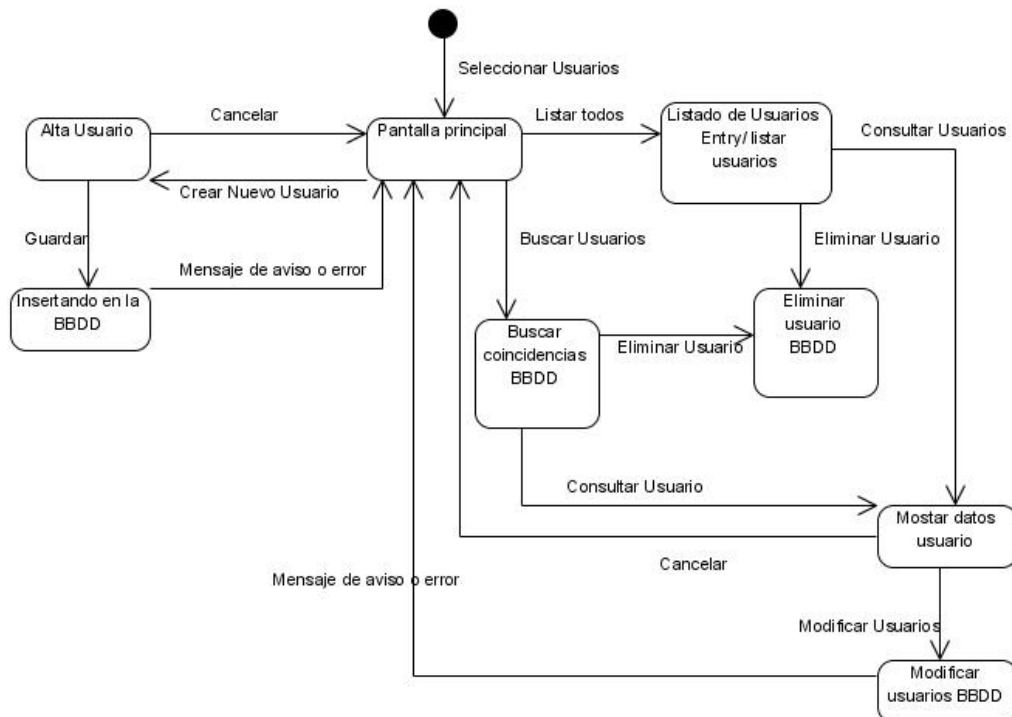 Seleccionar Usuarios
Alta Usuario
Cancelar
Pantalla principal
Listar todos
Listado de Usuarios
Entry/ listar
usuarios
Consultar Usuarios
Crear Nuevo Usuario
Guardar
Buscar Usuarios
Eliminar Usuario
Mensaje de aviso o error
Insertando en la
BBDD
Eliminar
usuario
BBDD
Buscar
coincidencias
BBDD
Eliminar Usuario
Consultar Usuario
Mostar datos
usuario
Cancelar
Mensaje de aviso o error
Modificar Usuarios
Modificar
usuarios BBDD